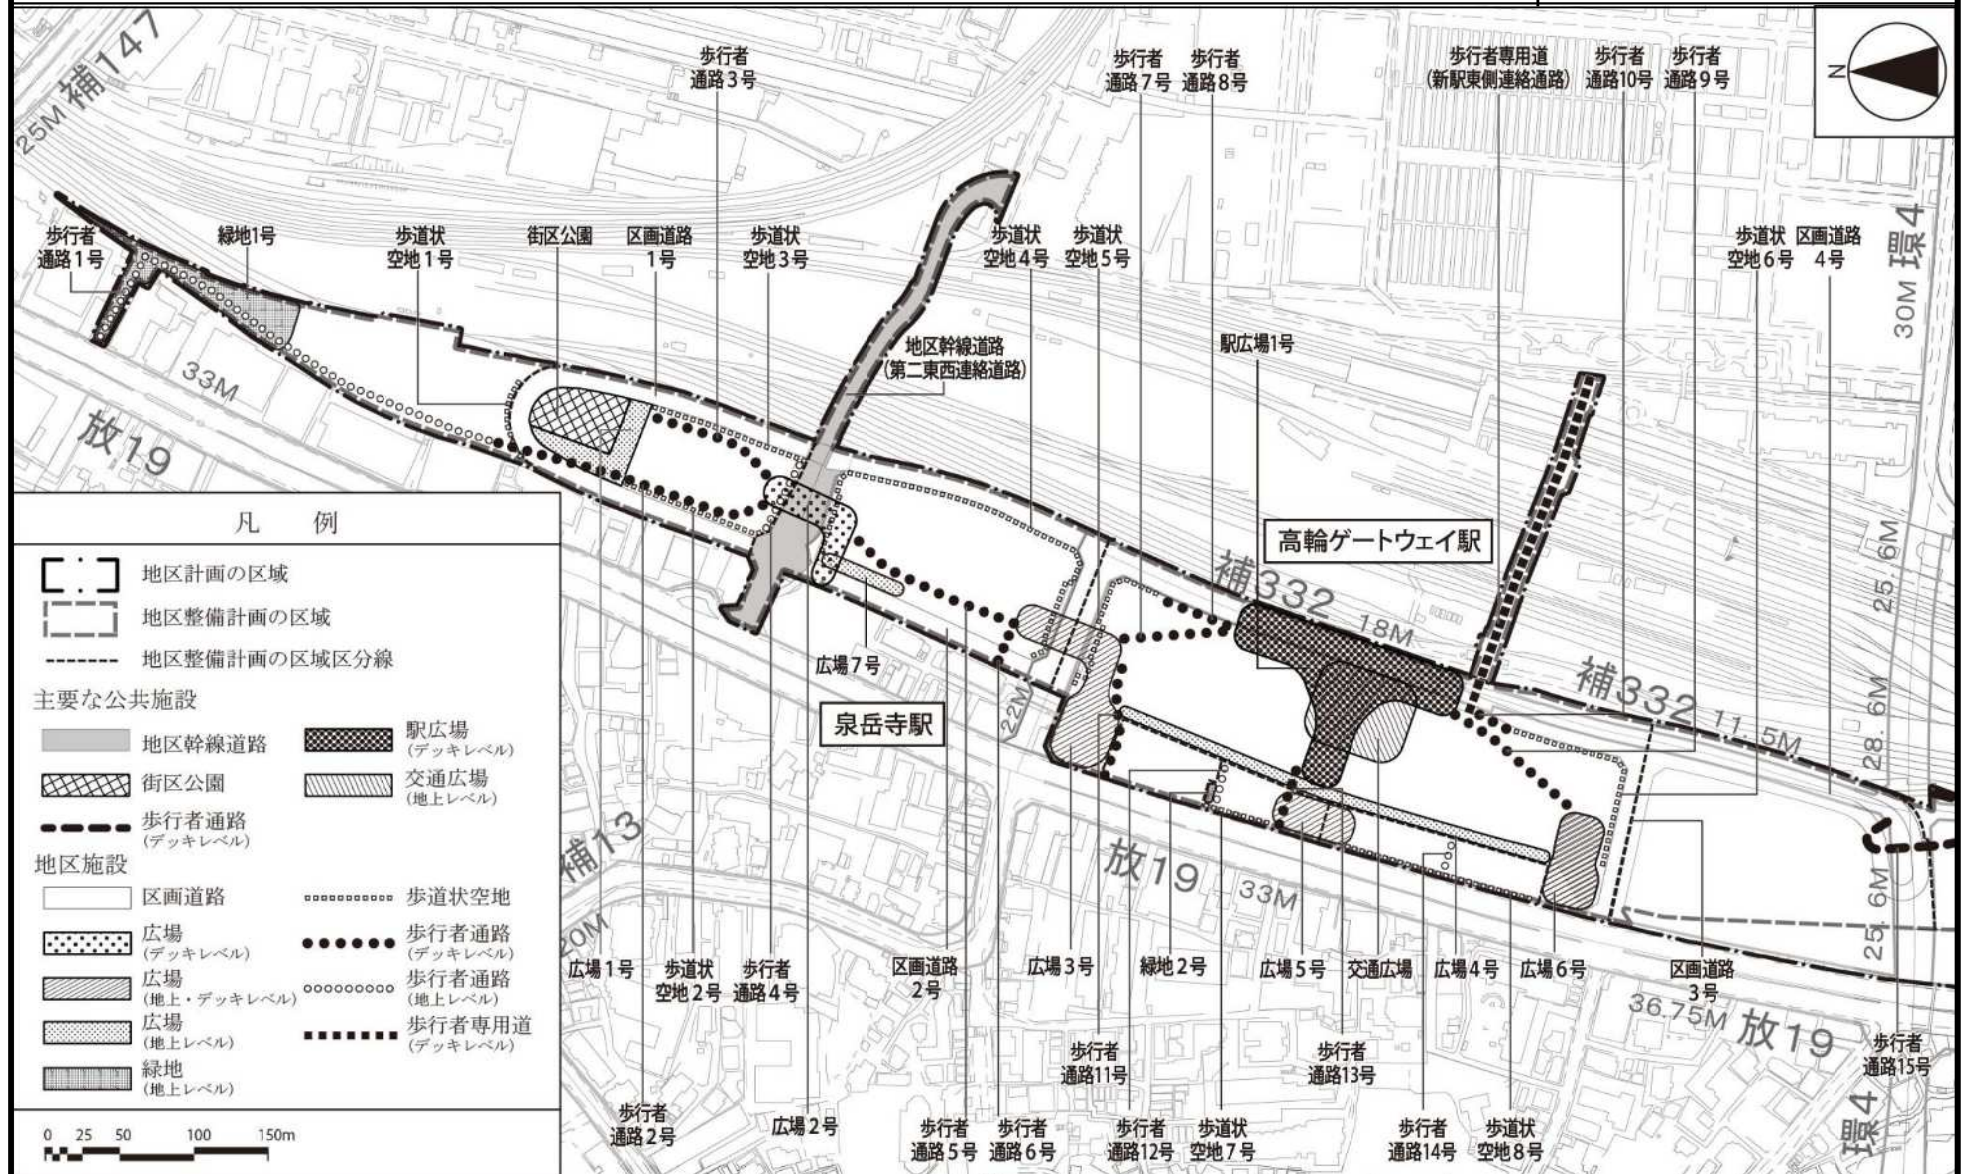 補147
25M
歩行者
通路3号
歩行者
通路7号
歩行者
通路8号
歩行者専用道
(新駅東側連絡通路)
歩行者
通路10号
歩行者
通路9号
N
歩行者
通路1号
緑地1号
歩道状
空地1号
街区公園
区画道路
1号
歩道状
空地3号
歩道状
空地4号
歩道状
空地5号
歩道状
空地6号
区画道路
4号
環4
30M
地区幹線道路
(第二東西連絡道路)
駅広場1号
33M
放19
高輪ゲートウェイ駅
補332
18M
補332
11.5M
25.6M
28.6M
25.6M
広場7号
泉岳寺駅
22M
放19
33M
補13
20M
凡 例
地区計画の区域
地区整備計画の区域
地区整備計画の区域区分線
主要な公共施設
地区幹線道路
駅広場
(デッキレベル)
街区公園
交通広場
(地上レベル)
歩行者通路
(デッキレベル)
地区施設
区画道路
歩道状空地
広場
(デッキレベル)
歩行者通路
(デッキレベル)
広場
(地上・デッキレベル)
歩行者通路
(地上レベル)
広場
(地上レベル)
歩行者専用道
(デッキレベル)
緑地
(地上レベル)
0 25 50 100 150m
広場1号
歩道状
空地2号
歩行者
通路4号
区画道路
2号
広場3号
緑地2号
広場5号
交通広場
広場4号
広場6号
区画道路
3号
36.75M
放19
歩行者
通路11号
歩行者
通路13号
歩行者
通路15号
歩行者
通路2号
広場2号
歩行者
通路5号
歩行者
通路6号
歩行者
通路12号
歩道状
空地7号
歩行者
通路14号
歩道状
空地8号
環4